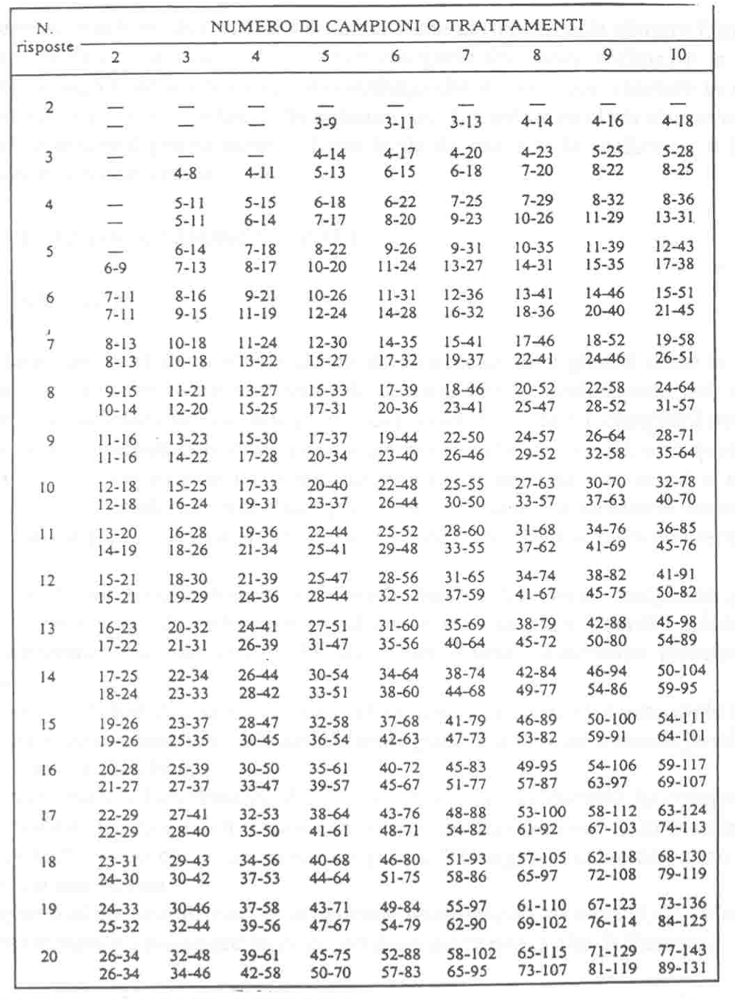 N. NUMERO DI CAMPIONI O TRATTAMENTI
risposte 2 3 4 5 6 7 8 9 10
2 — — — — — — — — —
— — — 3-9 3-11 3-13 4-14 4-16 4-18
3 — — — 4-14 4-17 4-20 4-23 5-25 5-28
— 4-8 4-11 5-13 6-15 6-18 7-20 8-22 8-25
4 — 5-11 5-15 6-18 6-22 7-25 7-29 8-32 8-36
— 5-11 6-14 7-17 8-20 9-23 10-26 11-29 13-31
5 — 6-14 7-18 8-22 9-26 9-31 10-35 11-39 12-43
6-9 7-13 8-17 10-20 11-24 13-27 14-31 15-35 17-38
6 7-11 8-16 9-21 10-26 11-31 12-36 13-41 14-46 15-51
7-11 9-15 11-19 12-24 14-28 16-32 18-36 20-40 21-45
7 8-13 10-18 11-24 12-30 14-35 15-41 17-46 18-52 19-58
8-13 10-18 13-22 15-27 17-32 19-37 22-41 24-46 26-51
8 9-15 11-21 13-27 15-33 17-39 18-46 20-52 22-58 24-64
10-14 12-20 15-25 17-31 20-36 23-41 25-47 28-52 31-57
9 11-16 13-23 15-30 17-37 19-44 22-50 24-57 26-64 28-71
11-16 14-22 17-28 20-34 23-40 26-46 29-52 32-58 35-64
10 12-18 15-25 17-33 20-40 22-48 25-55 27-63 30-70 32-78
12-18 16-24 19-31 23-37 26-44 30-50 33-57 37-63 40-70
11 13-20 16-28 19-36 22-44 25-52 28-60 31-68 34-76 36-85
14-19 18-26 21-34 25-41 29-48 33-55 37-62 41-69 45-76
12 15-21 18-30 21-39 25-47 28-56 31-65 34-74 38-82 41-91
15-21 19-29 24-36 28-44 32-52 37-59 41-67 45-75 50-82
13 16-23 20-32 24-41 27-51 31-60 35-69 38-79 42-88 45-98
17-22 21-31 26-39 31-47 35-56 40-64 45-72 50-80 54-89
14 17-25 22-34 26-44 30-54 34-64 38-74 42-84 46-94 50-104
18-24 23-33 28-42 33-51 38-60 44-68 49-77 54-86 59-95
15 19-26 23-37 28-47 32-58 37-68 41-79 46-89 50-100 54-111
19-26 25-35 30-45 36-54 42-63 47-73 53-82 59-91 64-101
16 20-28 25-39 30-50 35-61 40-72 45-83 49-95 54-106 59-117
21-27 27-37 33-47 39-57 45-67 51-77 57-87 63-97 69-107
17 22-29 27-41 32-53 38-64 43-76 48-88 53-100 58-112 63-124
22-29 28-40 35-50 41-61 48-71 54-82 61-92 67-103 74-113
18 23-31 29-43 34-56 40-68 46-80 51-93 57-105 62-118 68-130
24-30 30-42 37-53 44-64 51-75 58-86 65-97 72-108 79-119
19 24-33 30-46 37-58 43-71 49-84 55-97 61-110 67-123 73-136
25-32 32-44 39-56 47-67 54-79 62-90 69-102 76-114 84-125
20 26-34 32-48 39-61 45-75 52-88 58-102 65-115 71-129 77-143
26-34 34-46 42-58 50-70 57-83 65-95 73-107 81-119 89-131